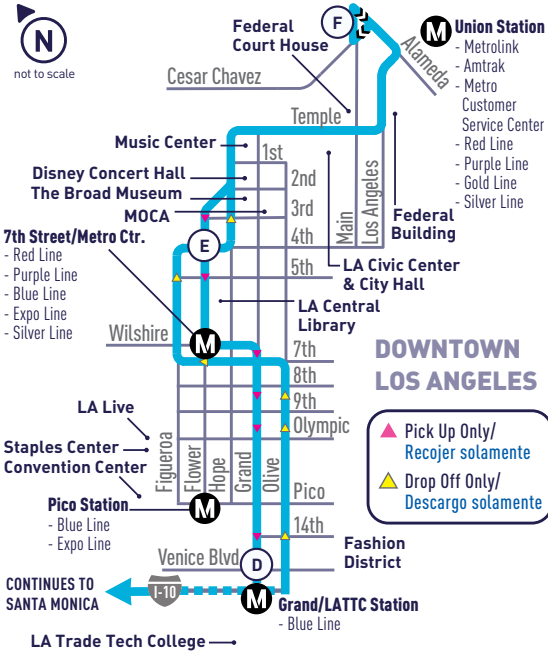 N
not to scale
F
Federal
Court House
Cesar Chavez
Alameda
M
Union Station
- Metrolink
- Amtrak
- Metro
Customer
Service Center
- Red Line
- Purple Line
- Gold Line
- Silver Line
Temple
Music Center
1st
Disney Concert Hall
2nd
The Broad Museum
MOCA
3rd
Main
Los Angeles
Federal
Building
7th Street/Metro Ctr.
- Red Line
- Purple Line
- Blue Line
- Expo Line
- Silver Line
E
4th
LA Civic Center
& City Hall
5th
LA Central
Library
Wilshire
M
7th
DOWNTOWN
LOS ANGELES
8th
9th
LA Live
Olympic
Pick Up Only/
Recojer solamente
Drop Off Only/
Descargo solamente
Staples Center
Convention Center
Figueroa
Flower
Hope
Grand
Olive
Pico
Pico Station
- Blue Line
- Expo Line
M
14th
Fashion
District
Venice Blvd
D
CONTINUES TO
SANTA MONICA
I-10
M
Grand/LATTC Station
- Blue Line
LA Trade Tech College